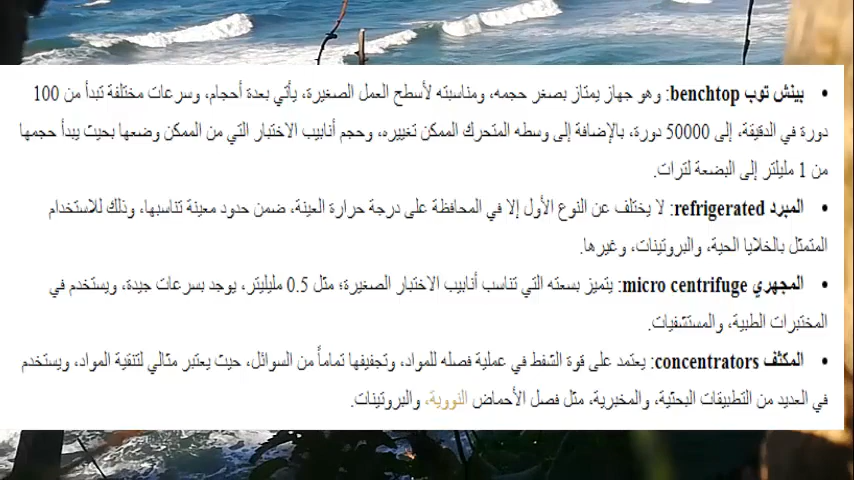 • بينش توب benchtop: وهو جهاز يمتاز بصغر حجمه، ومناسبته لأسطح العمل الصغيرة، يأتي بعدة أحجام، وسرعات مختلفة تبدأ من 100
دورة في الدقيقة، إلى 50000 دورة، بالإضافة إلى وسطه المتحرك الممكن تغييره، وحجم أنابيب الاختبار التي من الممكن وضعها بحيث يبدأ حجمها
من 1 مليلتر إلى البضعة لترات.
• المبرد refrigerated: لا يختلف عن النوع الأول إلا في المحافظة على درجة حرارة العينة، ضمن حدود معينة تناسبها، وذلك للاستخدام
المتمثل بالخلايا الحية، والبروتينات، وغيرها.
• المجهري micro centrifuge: يتميز بسعته التي تناسب أنابيب الاختبار الصغيرة؛ مثل 0.5 مليليتر، يوجد بسرعات جيدة، ويستخدم في
المختبرات الطبية، والمستشفيات.
• المكثف concentrators: يعتمد على قوة الشفط في عملية فصله للمواد، وتجفيفها تماماً من السوائل، حيث يعتبر مثالي لتنقية المواد، ويستخدم
في العديد من التطبيقات البحثية، والمخبرية، مثل فصل الأحماض النووية، والبروتينات.